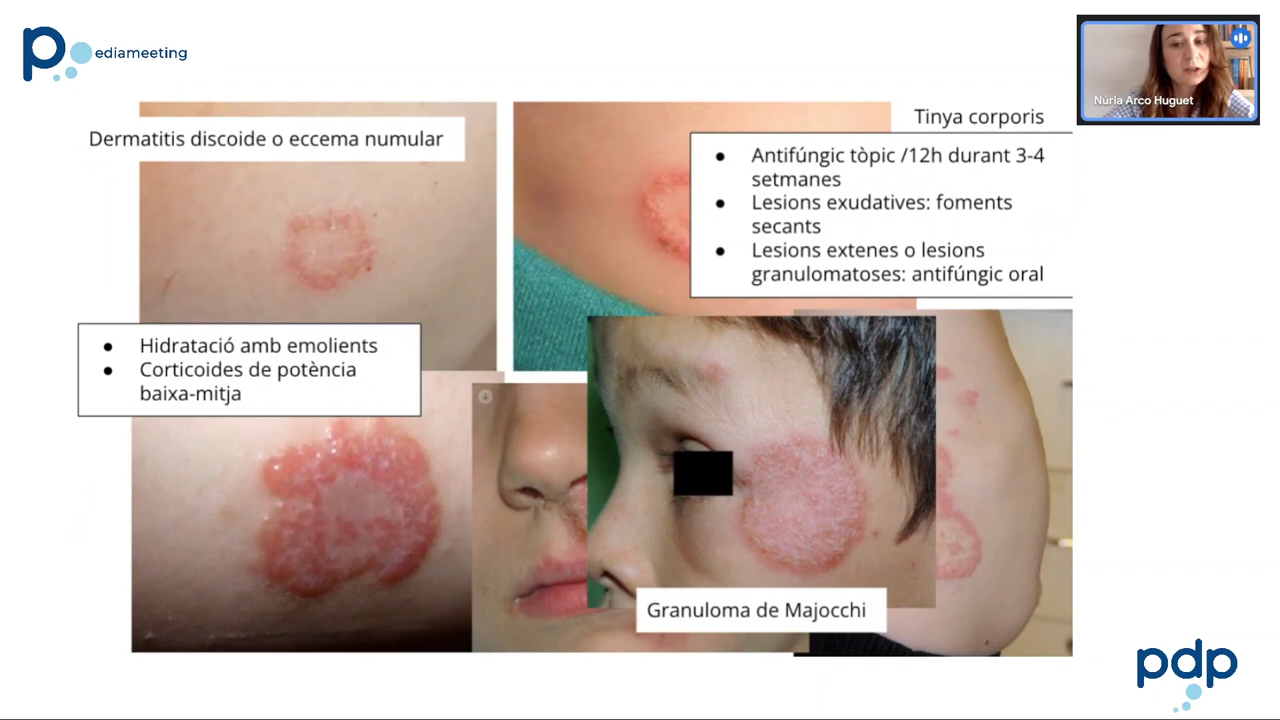 pediameeting
Núria Arco Huguet
Dermatitis discoide o eccema numular
Tinya corporis
Antifúngic tòpic /12h durant 3-4
setmanes
Lesions exudatives: foments
secants
Lesions extenes o lesions
granulomatoses: antifúngic oral
Hidratació amb emolients
Corticoides de potència
baixa-mitja
Granuloma de Majocchi
pdp